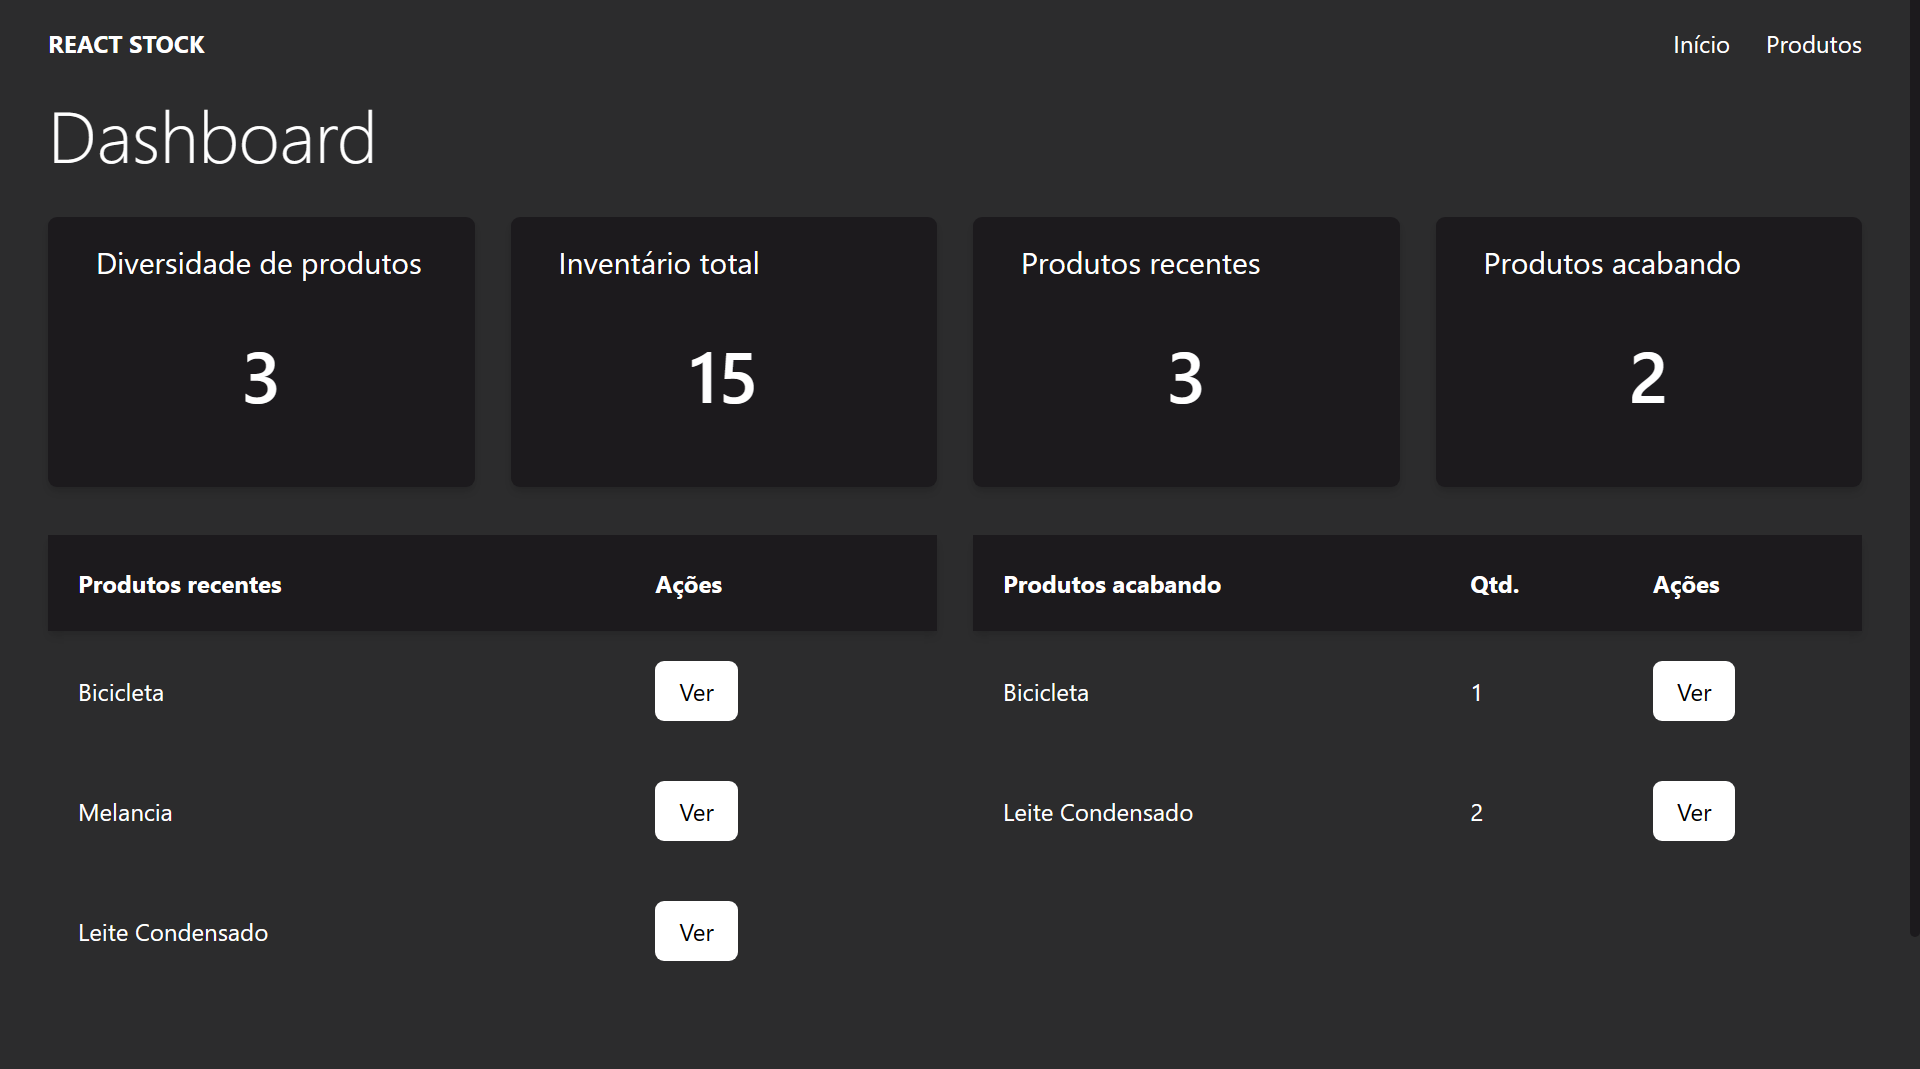 REACT STOCK
Início Produtos
Dashboard
Diversidade de produtos
3
Inventário total
15
Produtos recentes
3
Produtos acabando
2
Produtos recentes Ações
Bicicleta Ver
Melancia Ver
Leite Condensado Ver
Produtos acabando Qtd. Ações
Bicicleta 1 Ver
Leite Condensado 2 Ver